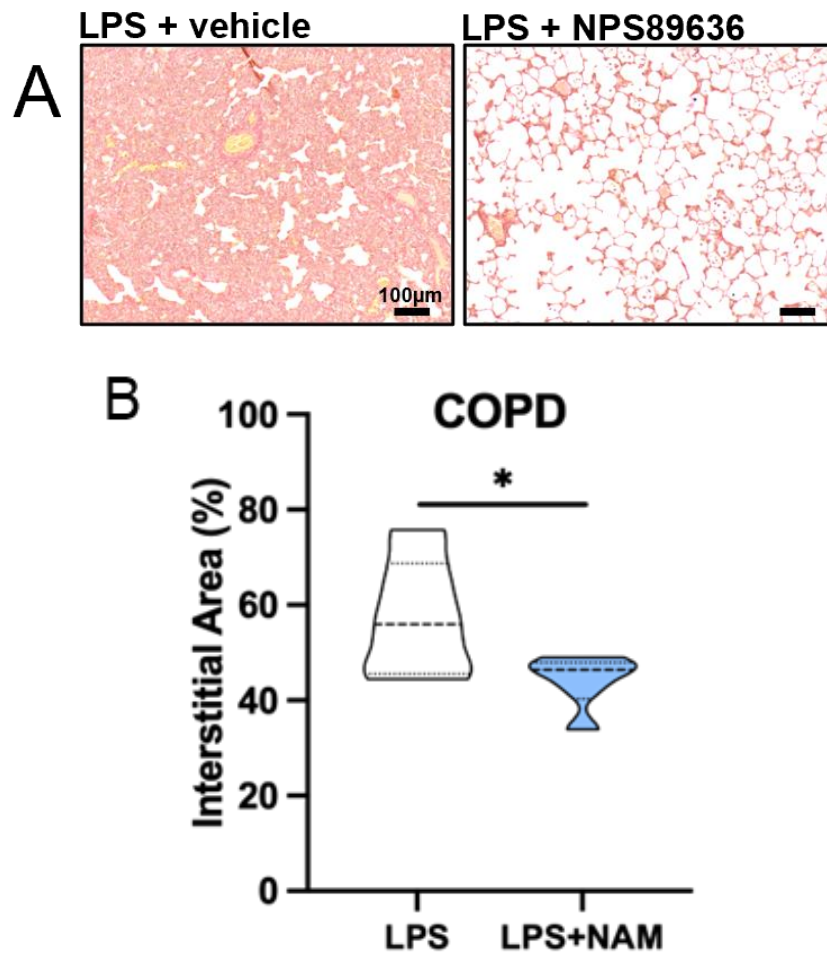 LPS + vehicle
LPS + NPS89636
A
100µm
B
COPD
*
Interstitial Area (%)
100
80
60
40
20
0
LPS
LPS+NAM